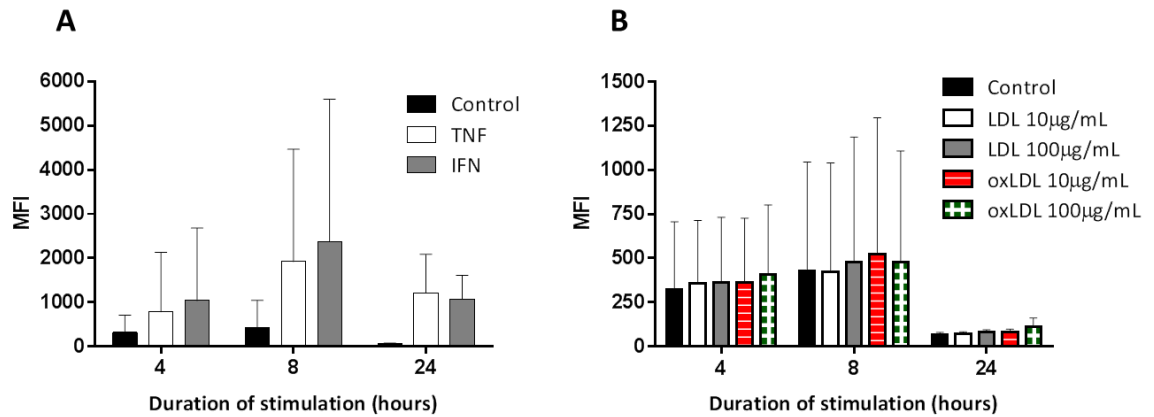 A
MFI
6000
5000
4000
3000
2000
1000
0
Control
TNF
IFN
4 8 24
Duration of stimulation (hours)
B
MFI
1500
1250
1000
750
500
250
0
Control
LDL 10µg/mL
LDL 100µg/mL
oxLDL 10µg/mL
oxLDL 100µg/mL
4 8 24
Duration of stimulation (hours)